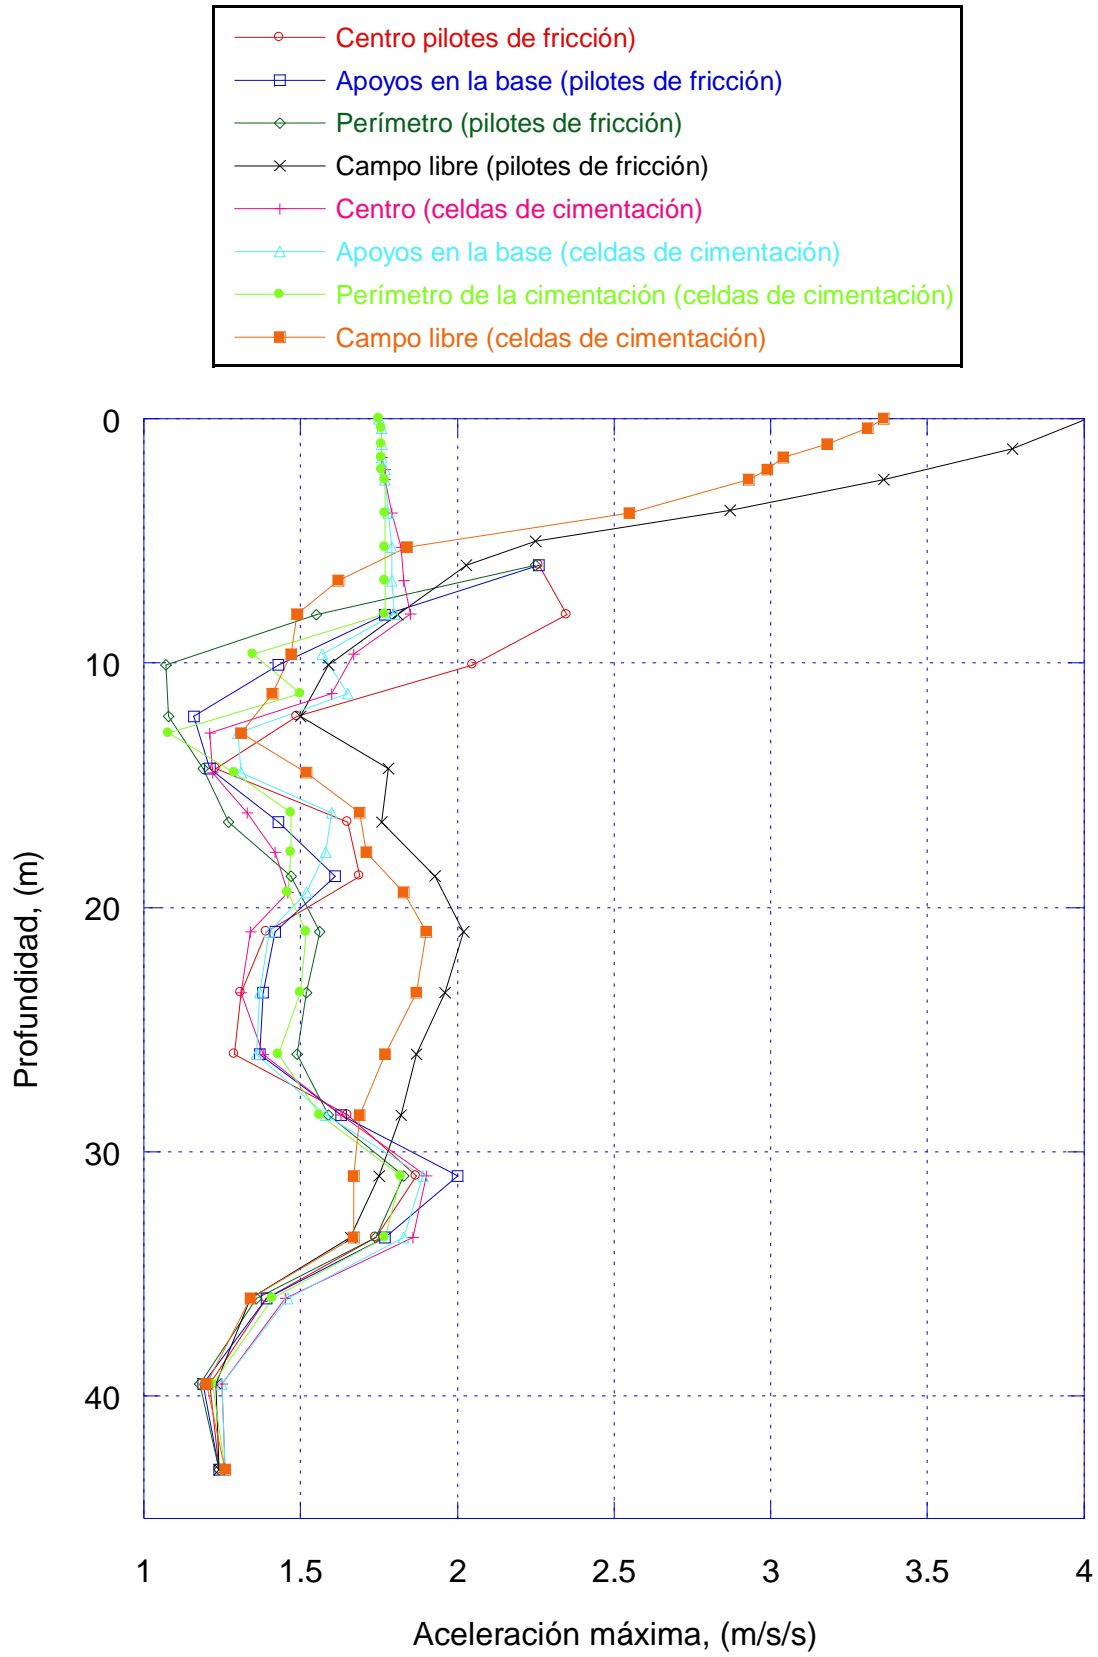 Centro pilotes de fricción)
Apoyos en la base (pilotes de fricción)
Perímetro (pilotes de fricción)
Campo libre (pilotes de fricción)
Centro (celdas de cimentación)
Apoyos en la base (celdas de cimentación)
Perímetro de la cimentación (celdas de cimentación)
Campo libre (celdas de cimentación)
0
10
20
30
40
Profundidad, (m)
1 1.5 2 2.5 3 3.5 4
Aceleración máxima, (m/s/s)